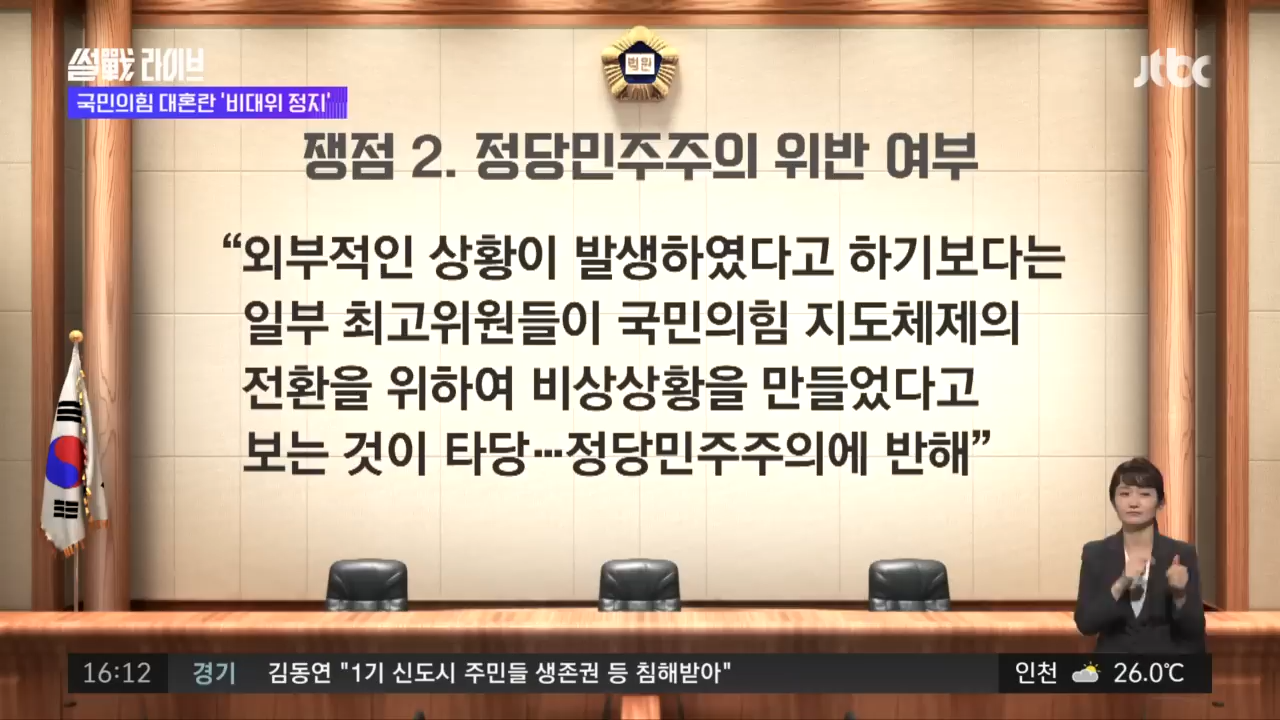 썰戰 라이브
jtbc
국민의힘 대혼란 '비대위 정지'
법원
쟁점 2. 정당민주주의 위반 여부
“외부적인 상황이 발생하였다고 하기보다는
일부 최고위원들이 국민의힘 지도체제의
전환을 위하여 비상상황을 만들었다고
보는 것이 타당…정당민주주의에 반해”
16:12 경기 김동연 "1기 신도시 주민들 생존권 등 침해받아" 인천 26.0℃